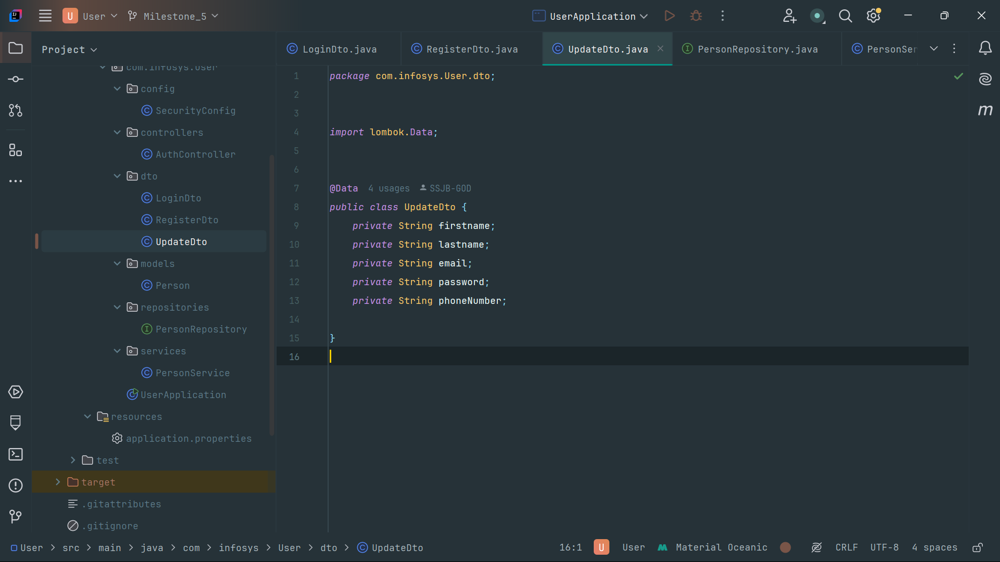 User
Milestone_5
UserApplication
Project
LoginDto.java
RegisterDto.java
UpdateDto.java
PersonRepository.java
PersonSer
com.infosys.User
config
SecurityConfig
controllers
AuthController
dto
LoginDto
RegisterDto
UpdateDto
models
Person
repositories
PersonRepository
services
PersonService
UserApplication
resources
application.properties
test
target
.gitattributes
.gitignore
1 package com.infosys.User.dto;
2
3
4 import lombok.Data;
5
6
7 @Data 4 usages SSJB-GOD
8 public class UpdateDto {
9 private String firstname;
10 private String lastname;
11 private String email;
12 private String password;
13 private String phoneNumber;
14
15 }
16
User > src > main > java > com > infosys > User > dto > UpdateDto
16:1 U User Material Oceanic CRLF UTF-8 4 spaces